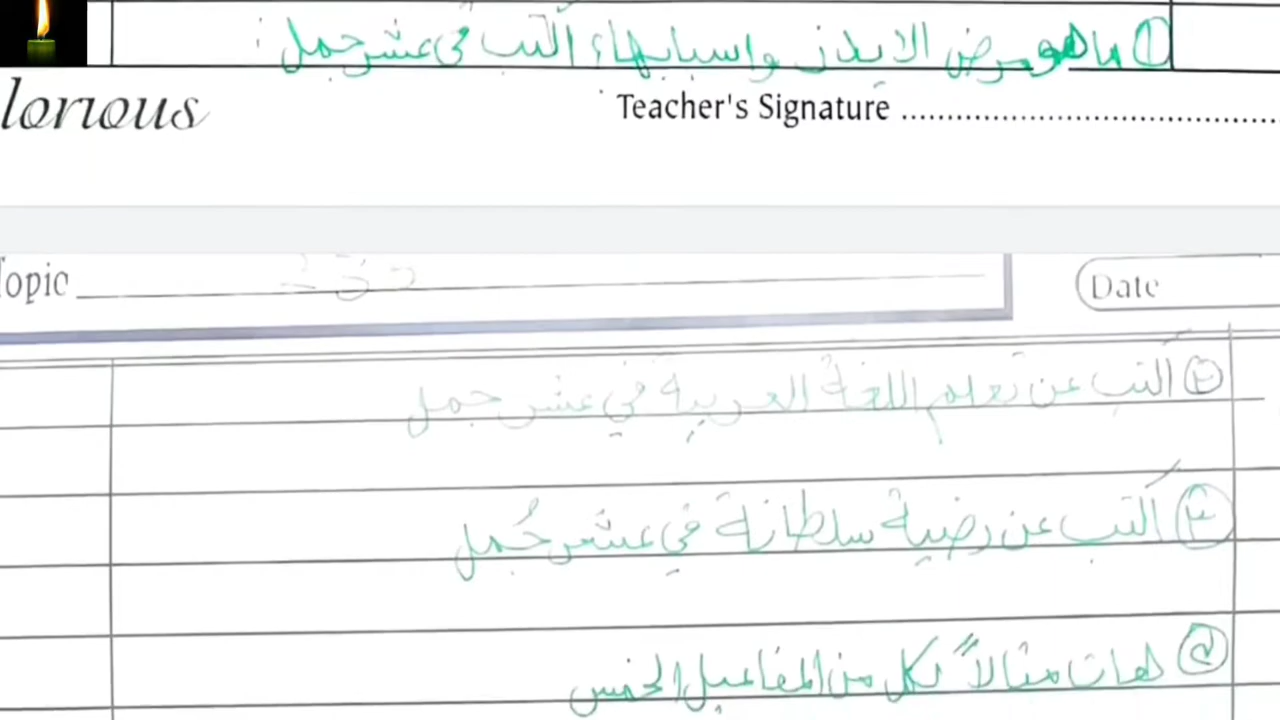 ① ما هو مرض الايدز واسبابها، اكتب في عشر جمل :
lorious
Teacher's Signature ........................................
Topic
Date
② اكتب عن تعلم اللغة العربية في عشر جمل
③ اكتب عن رضية سلطانة في عشر جُمل
④ هات مثالاً لكل من المفاعيل الخمس